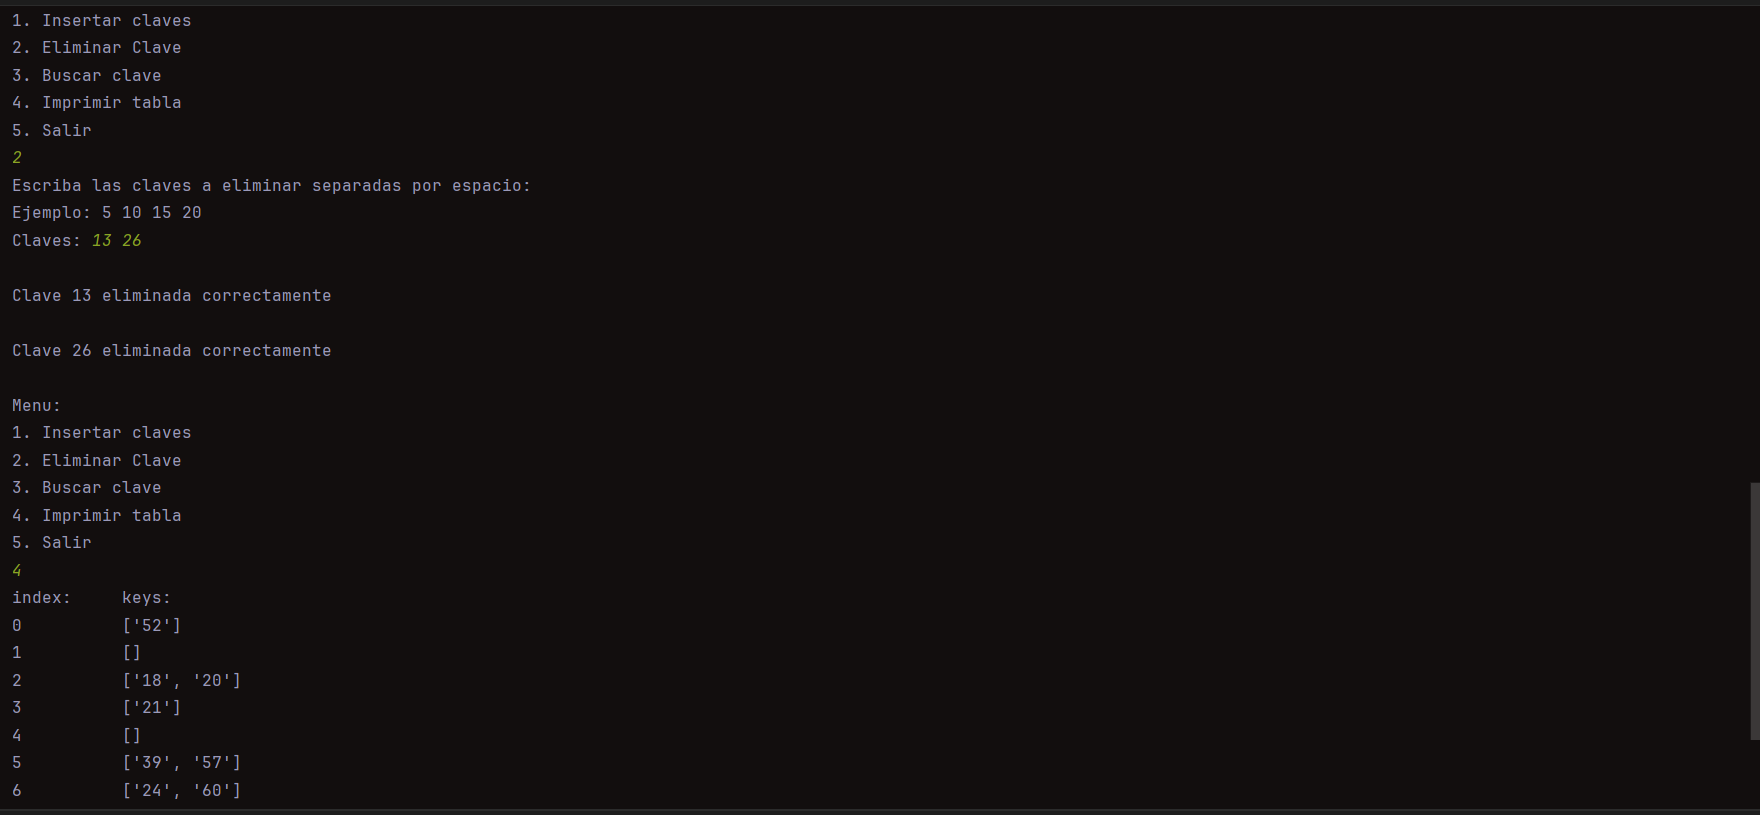 1. Insertar claves
2. Eliminar Clave
3. Buscar clave
4. Imprimir tabla
5. Salir
2
Escriba las claves a eliminar separadas por espacio:
Ejemplo: 5 10 15 20
Claves: 13 26
Clave 13 eliminada correctamente
Clave 26 eliminada correctamente
Menu:
1. Insertar claves
2. Eliminar Clave
3. Buscar clave
4. Imprimir tabla
5. Salir
4
index:     keys:
0          ['52']
1          []
2          ['18', '20']
3          ['21']
4          []
5          ['39', '57']
6          ['24', '60']